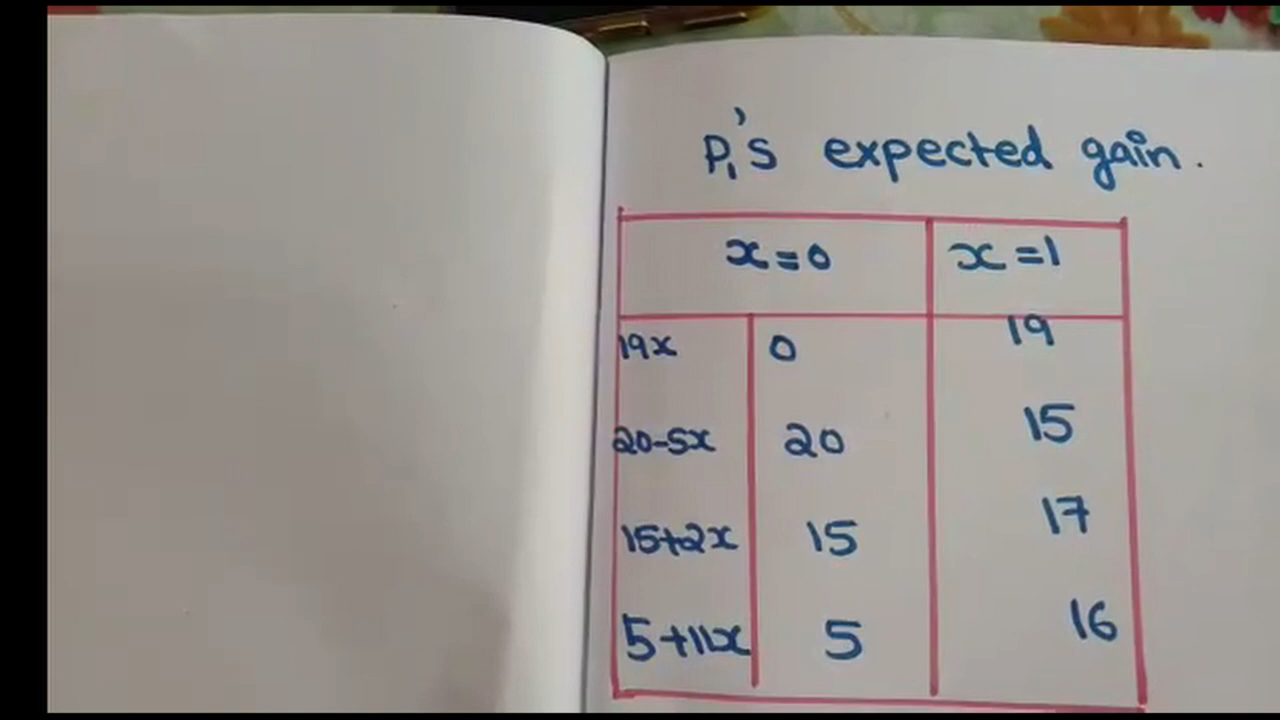 P₁'s expected gain.
x=0 x=1
19x 0 19
20-5x 20 15
15+2x 15 17
5+11x 5 16